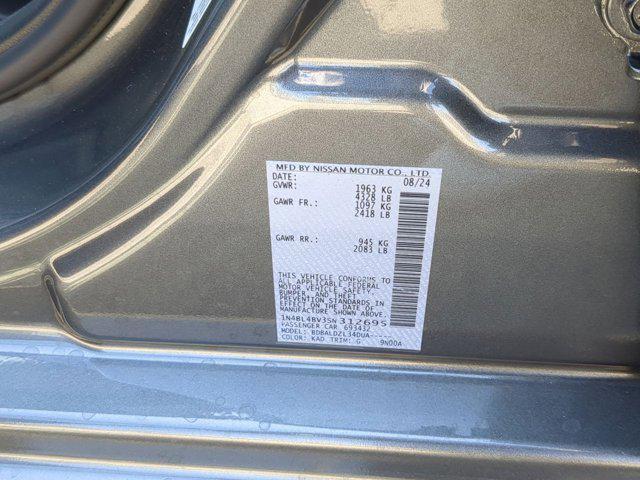 MFD BY NISSAN MOTOR CO., LTD.
DATE: 08/24
GVWR: 1963 KG
4328 LB
GAWR FR.: 1097 KG
2418 LB
GAWR RR.: 945 KG
2083 LB
THIS VEHICLE CONFORMS TO
ALL APPLICABLE FEDERAL
MOTOR VEHICLE SAFETY,
BUMPER, AND THEFT
PREVENTION STANDARDS IN
EFFECT ON THE DATE OF
MANUFACTURE SHOWN ABOVE.
1N4BL4BV3SN312695
PASSENGER CAR 693432
MODEL: BDBALDZL34DUA-----
COLOR: KAD TRIM: G 9N00A